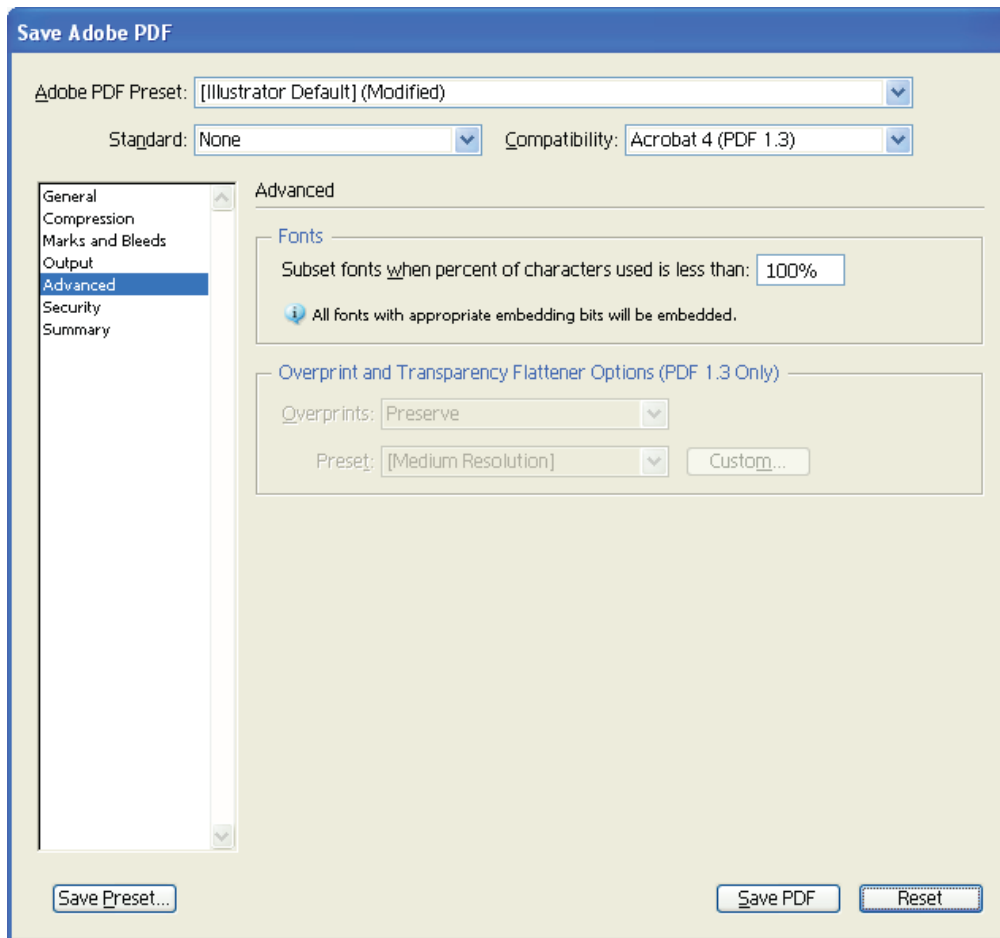 Save Adobe PDF
Adobe PDF Preset: [Illustrator Default] (Modified)
Standard: None Compatibility: Acrobat 4 (PDF 1.3)
General
Compression
Marks and Bleeds
Output
Advanced
Security
Summary
Advanced
Fonts
Subset fonts when percent of characters used is less than: 100%
All fonts with appropriate embedding bits will be embedded.
Overprint and Transparency Flattener Options (PDF 1.3 Only)
Overprints: Preserve
Preset: [Medium Resolution] Custom...
Save Preset... Save PDF Reset